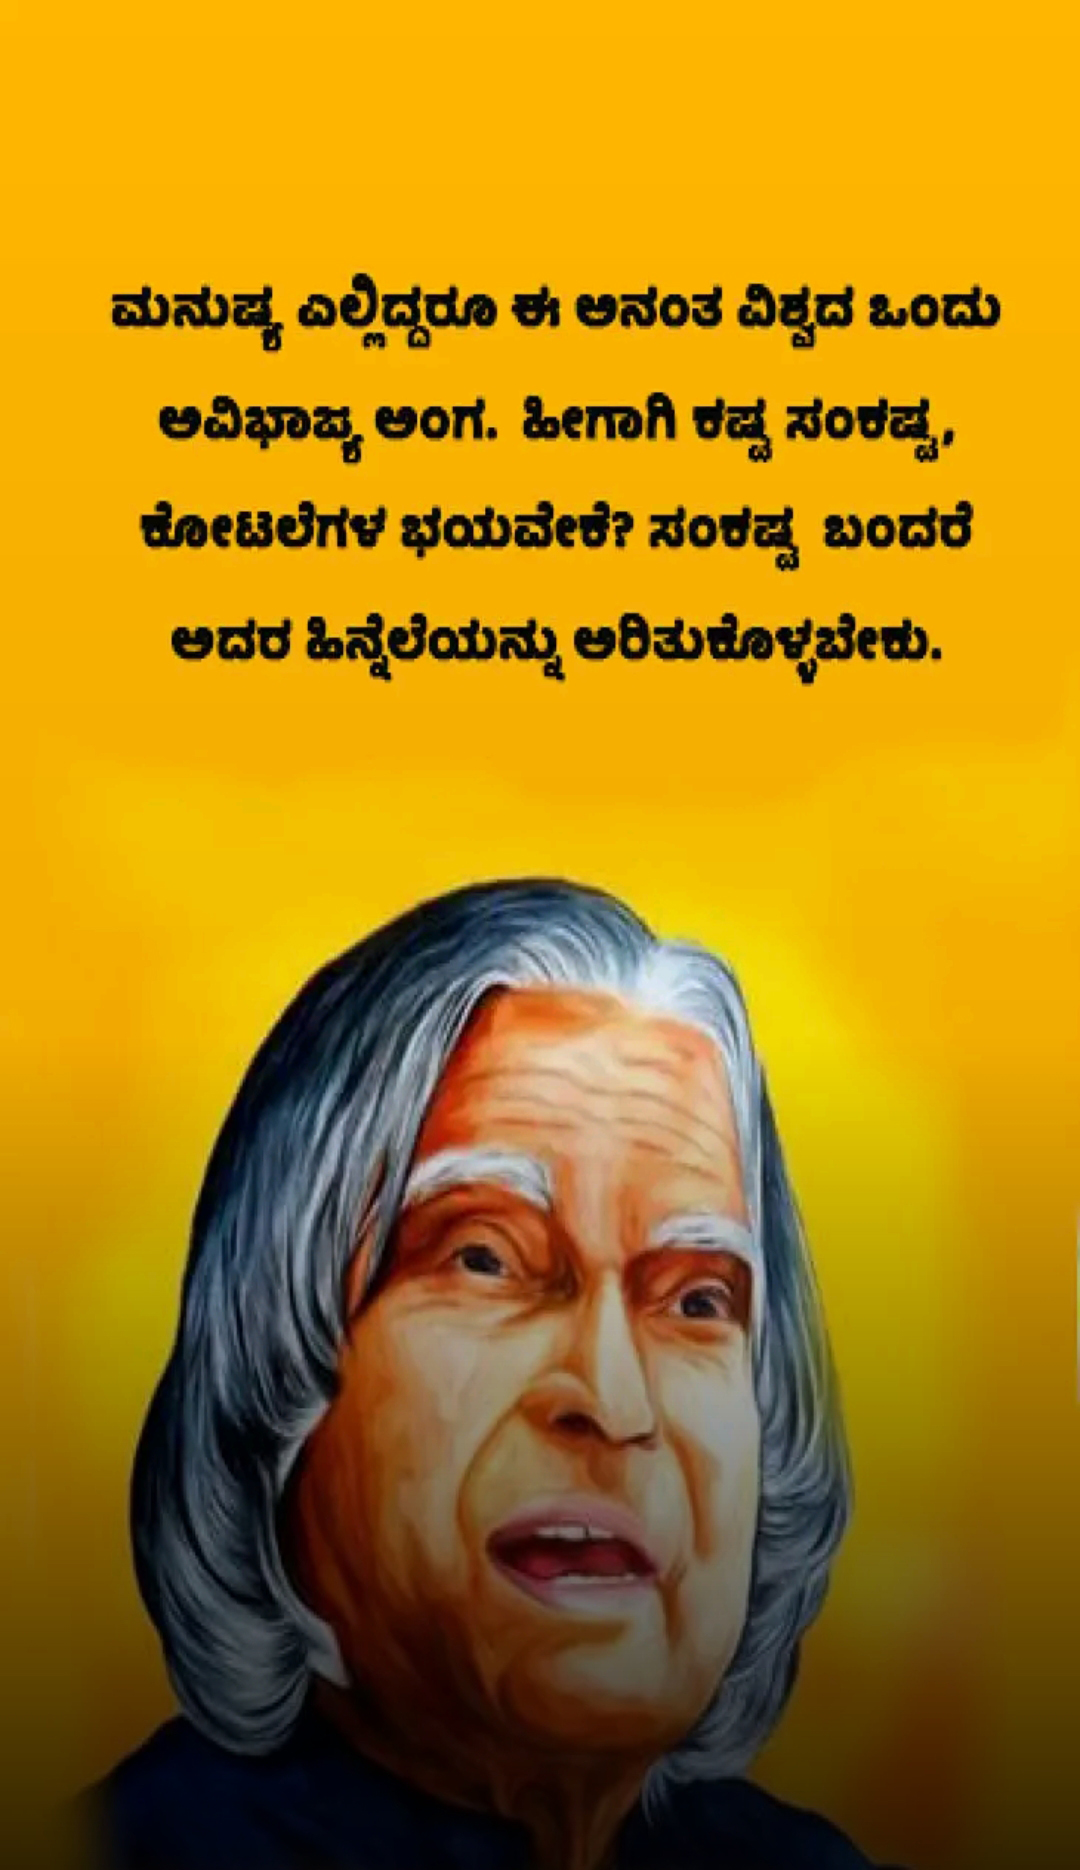 ಮನುಷ್ಯ ಎಲ್ಲಿದ್ದರೂ ಈ ಅನಂತ ವಿಶ್ವದ ಒಂದು
ಅವಿಭಾಜ್ಯ ಅಂಗ. ಹೀಗಾಗಿ ಕಷ್ಟ ಸಂಕಷ್ಟ,
ಕೋಟಲೆಗಳ ಭಯವೇಕೆ? ಸಂಕಷ್ಟ ಬಂದರೆ
ಅದರ ಹಿನ್ನೆಲೆಯನ್ನು ಅರಿತುಕೊಳ್ಳಬೇಕು.